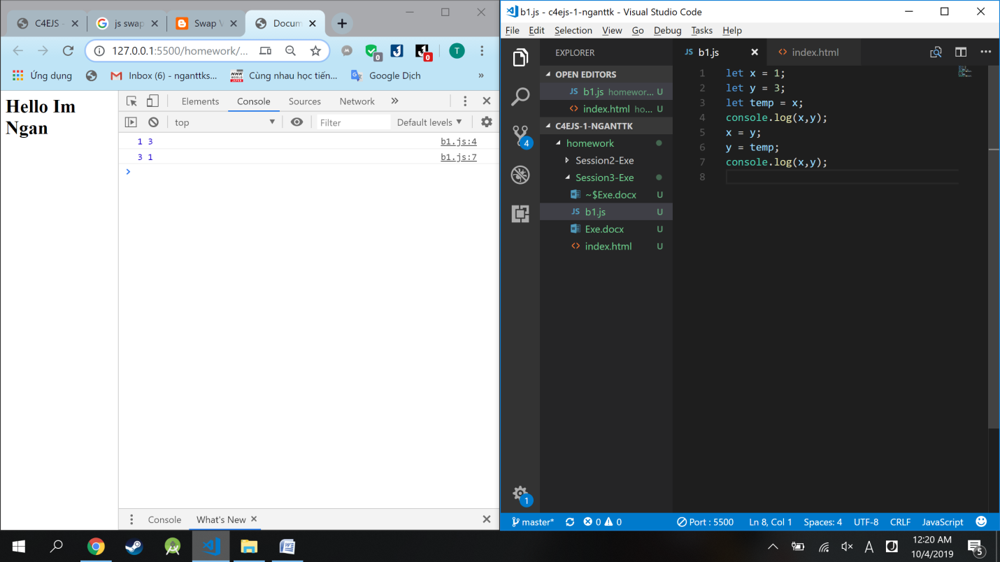 C4EJS
js swap
Swap V
Docum
127.0.0.1:5500/homework/...
0
0
T
Ứng dụng
Inbox (6) - nganttks...
Cùng nhau học tiến...
Google Dịch
»
Hello Im
Ngan
Elements Console Sources Network »
top Filter Default levels
1 3 b1.js:4
3 1 b1.js:7
>
Console What's New
b1.js - c4ejs-1-nganttk - Visual Studio Code
File Edit Selection View Go Debug Tasks Help
EXPLORER
OPEN EDITORS
JS b1.js homewor... U
<> index.html ho... U
C4EJS-1-NGANTTK
homework
Session2-Exe
Session3-Exe
~$Exe.docx U
JS b1.js U
Exe.docx U
<> index.html U
4
1
JS b1.js <> index.html
1 let x = 1;
2 let y = 3;
3 let temp = x;
4 console.log(x,y);
5 x = y;
6 y = temp;
7 console.log(x,y);
8
master* 0 0 Port : 5500 Ln 8, Col 1 Spaces: 4 UTF-8 CRLF JavaScript
A J 12:20 AM
10/4/2019
5